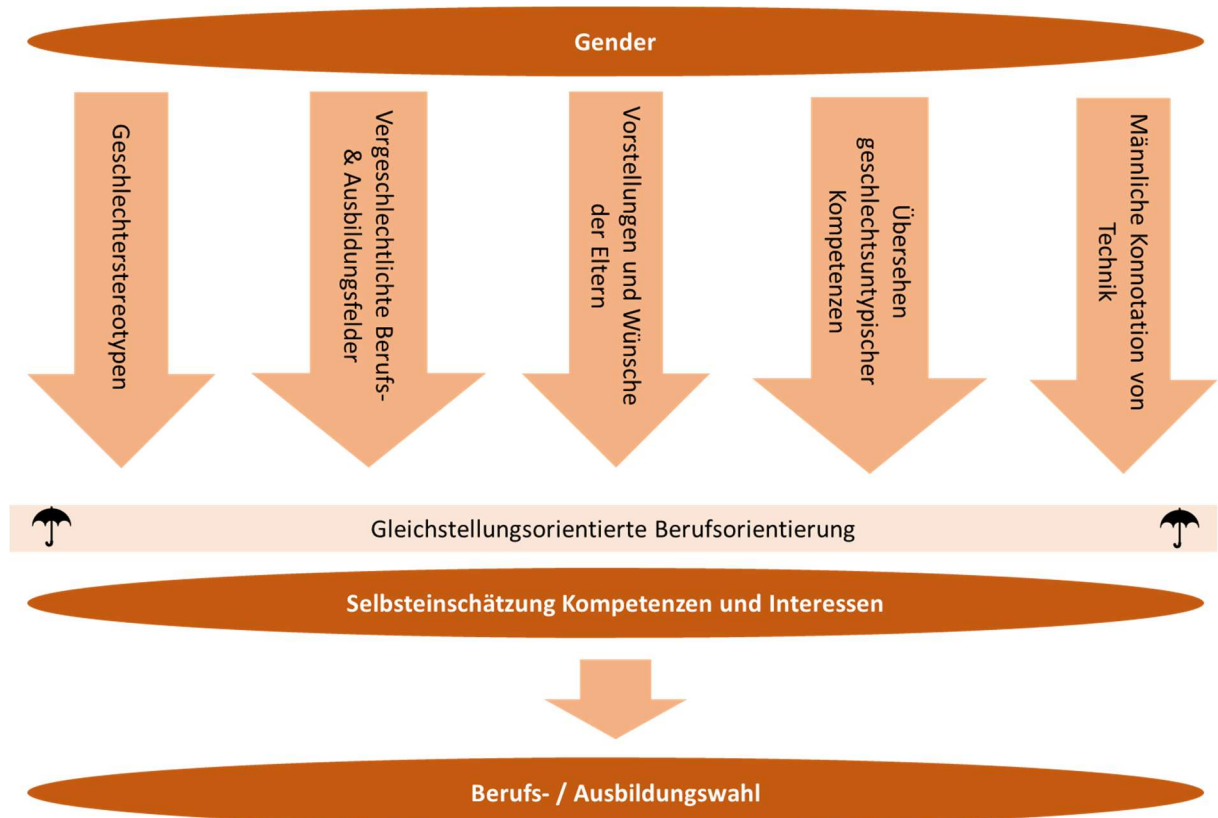 Gender
Geschlechterstereotypen
Vergeschlechtlichte Berufs-
& Ausbildungsfelder
Vorstellungen und Wünsche
der Eltern
Übersehen
geschlechtsuntypischer
Kompetenzen
Männliche Konnotation von
Technik
Gleichstellungsorientierte Berufsorientierung
Selbsteinschätzung Kompetenzen und Interessen
Berufs- / Ausbildungswahl